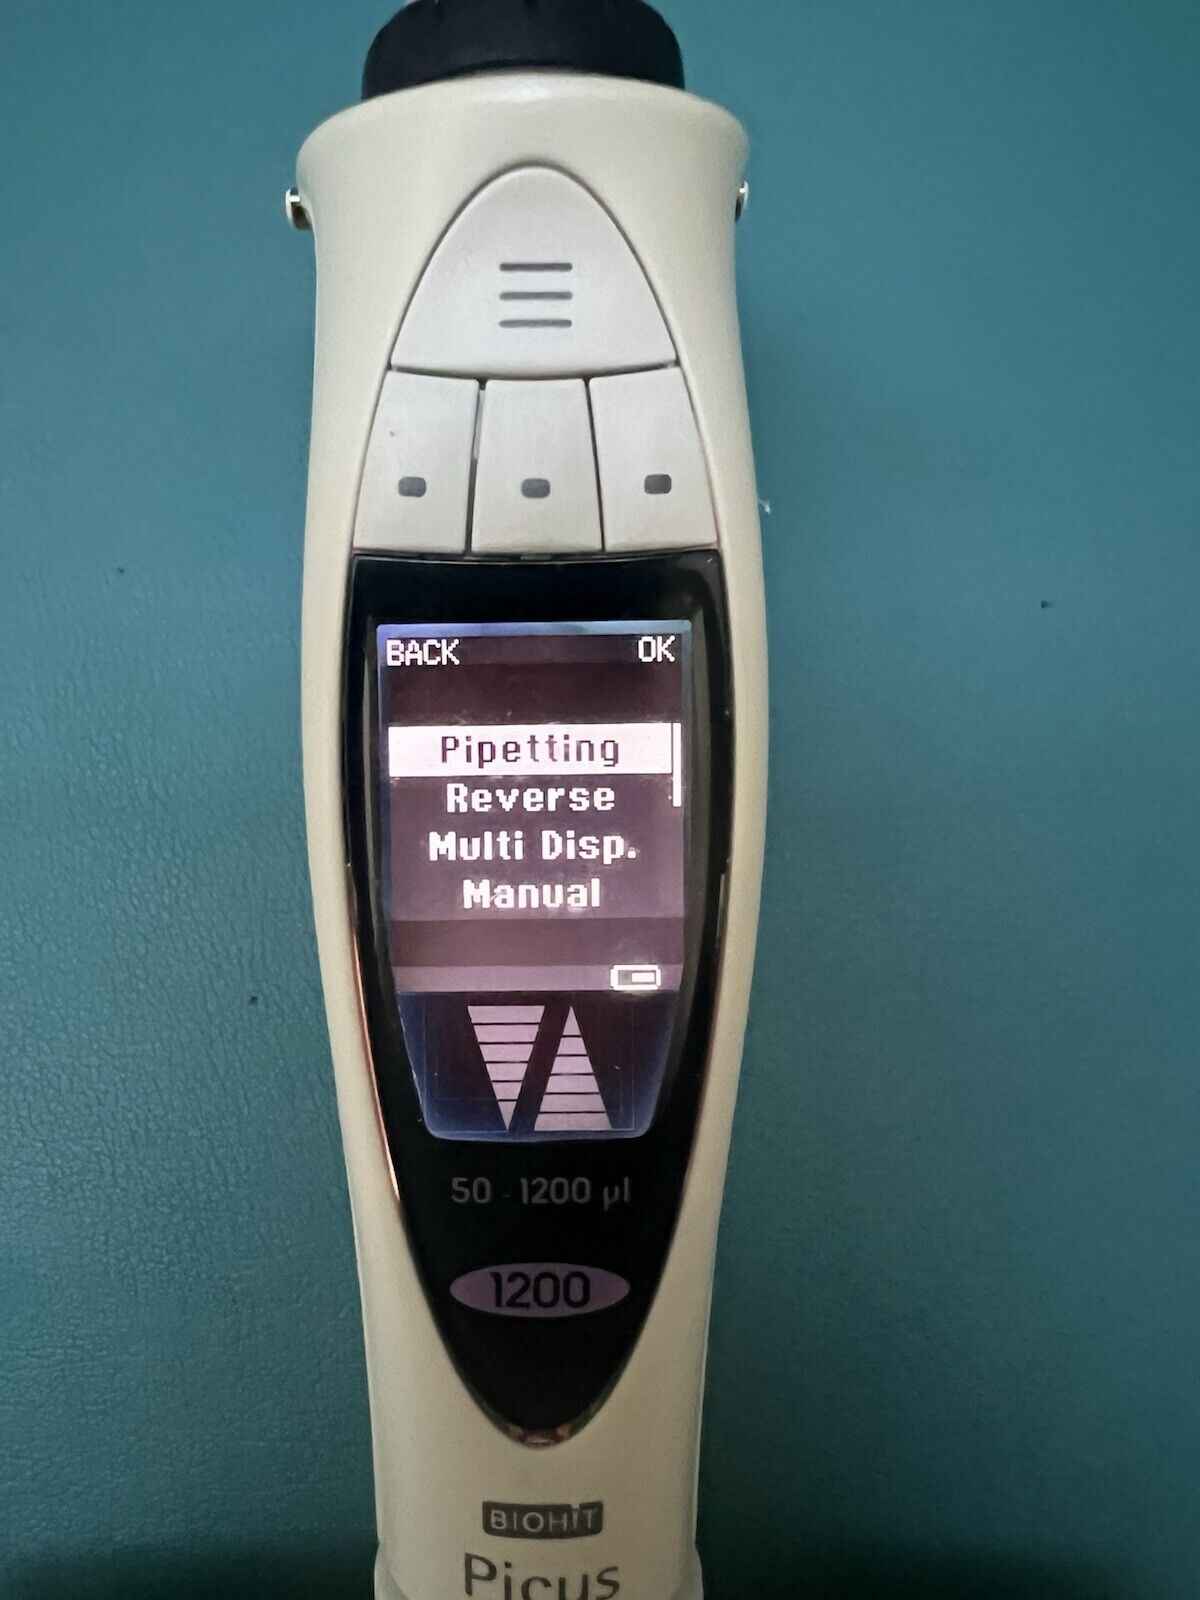 BACK OK
Pipetting
Reverse
Multi Disp.
Manual
50 - 1200 µl
1200
BIOHIT
Picus